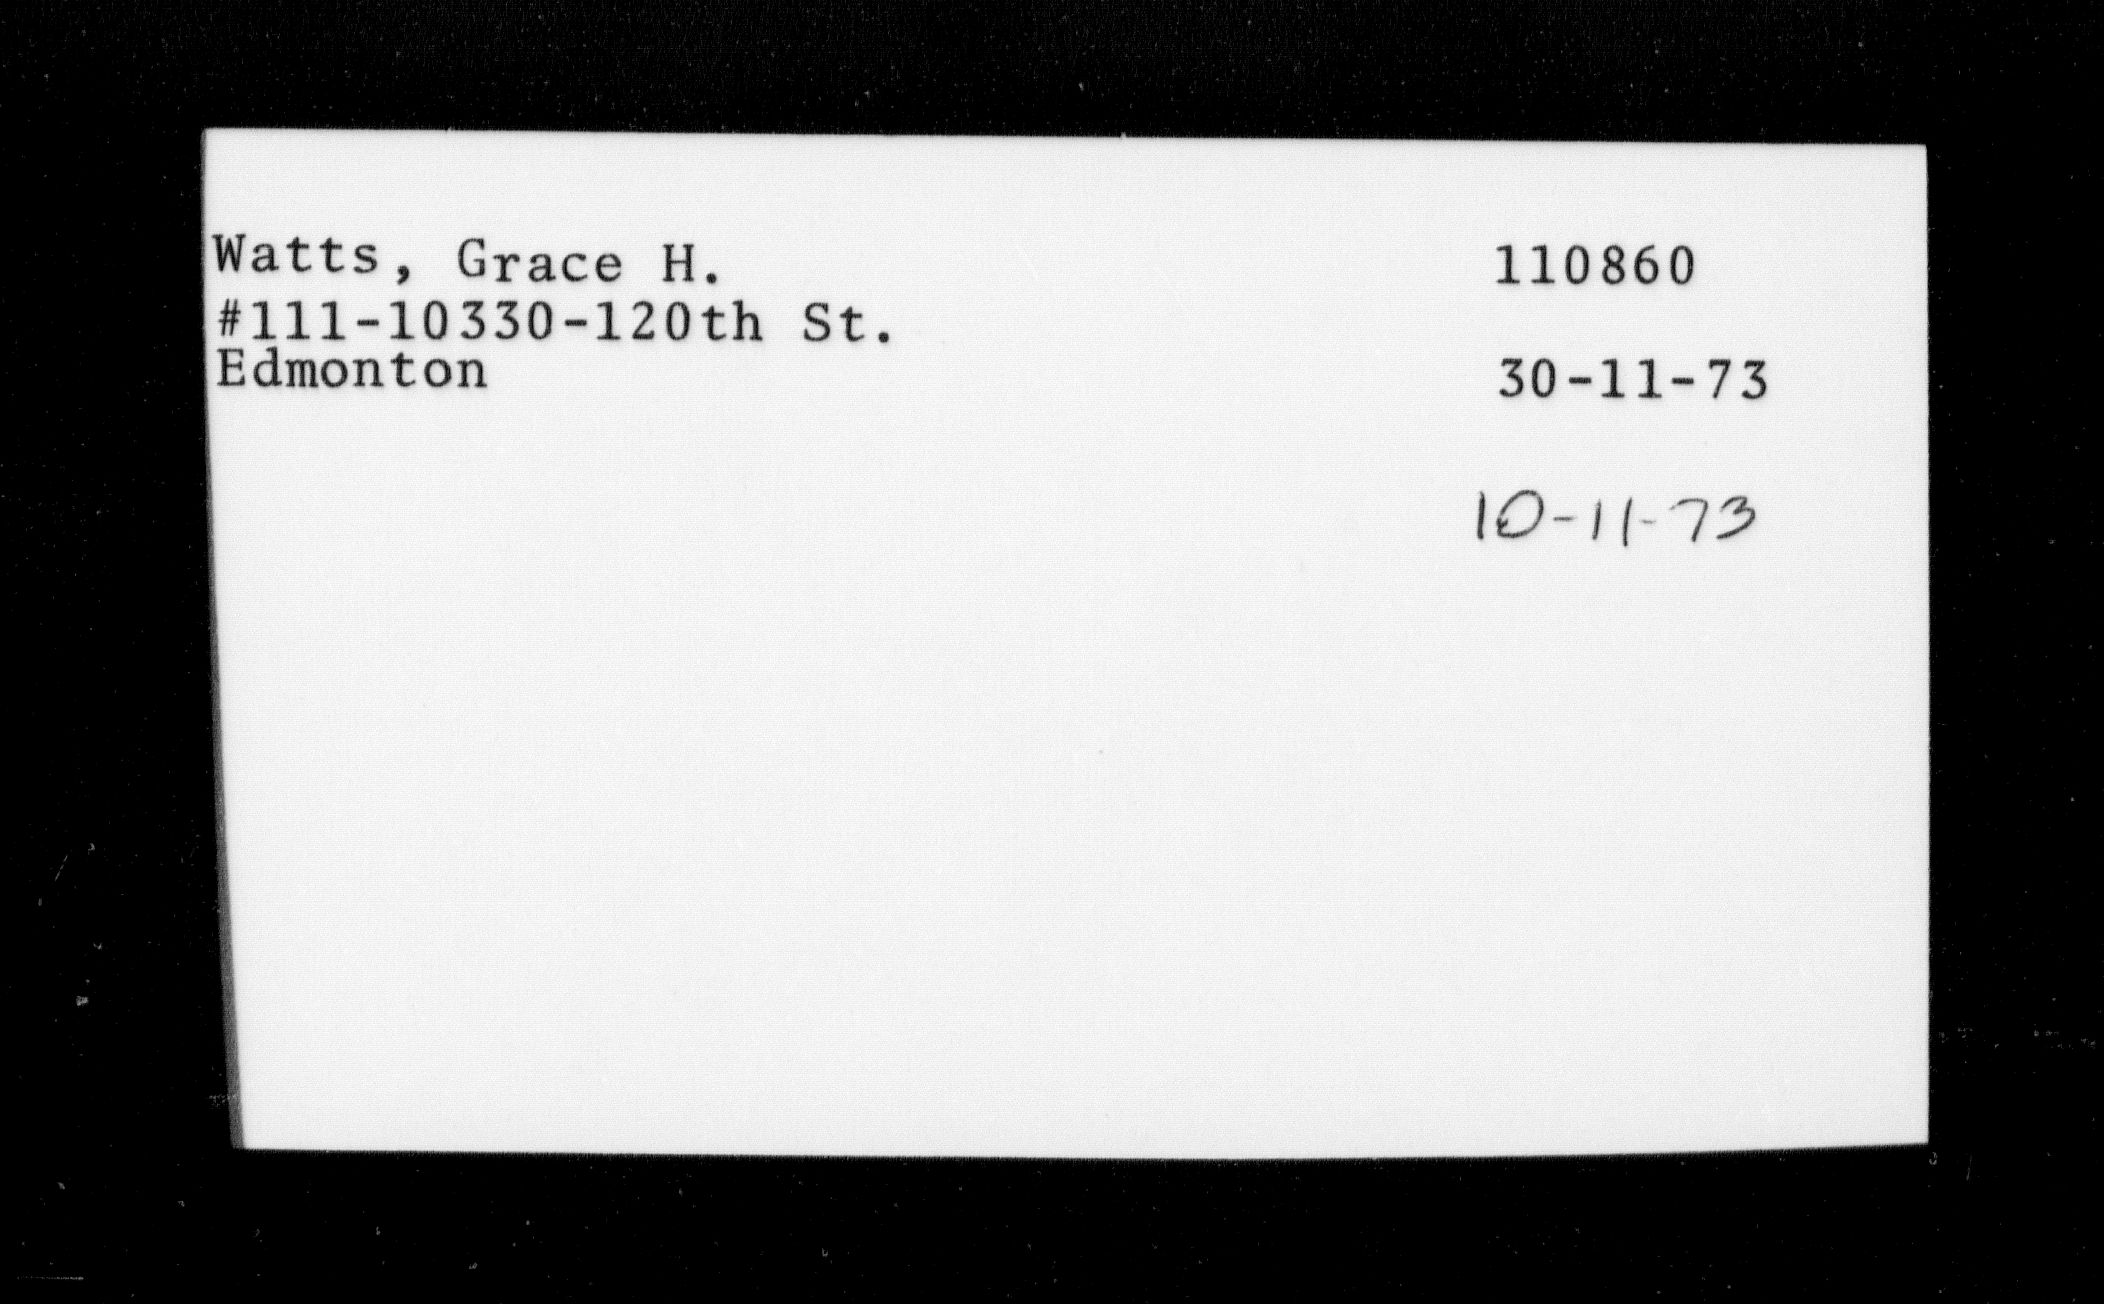 Watts, Grace H.
110860
#111-10330-120th St.
Edmonton
30-11-73
10-11-73